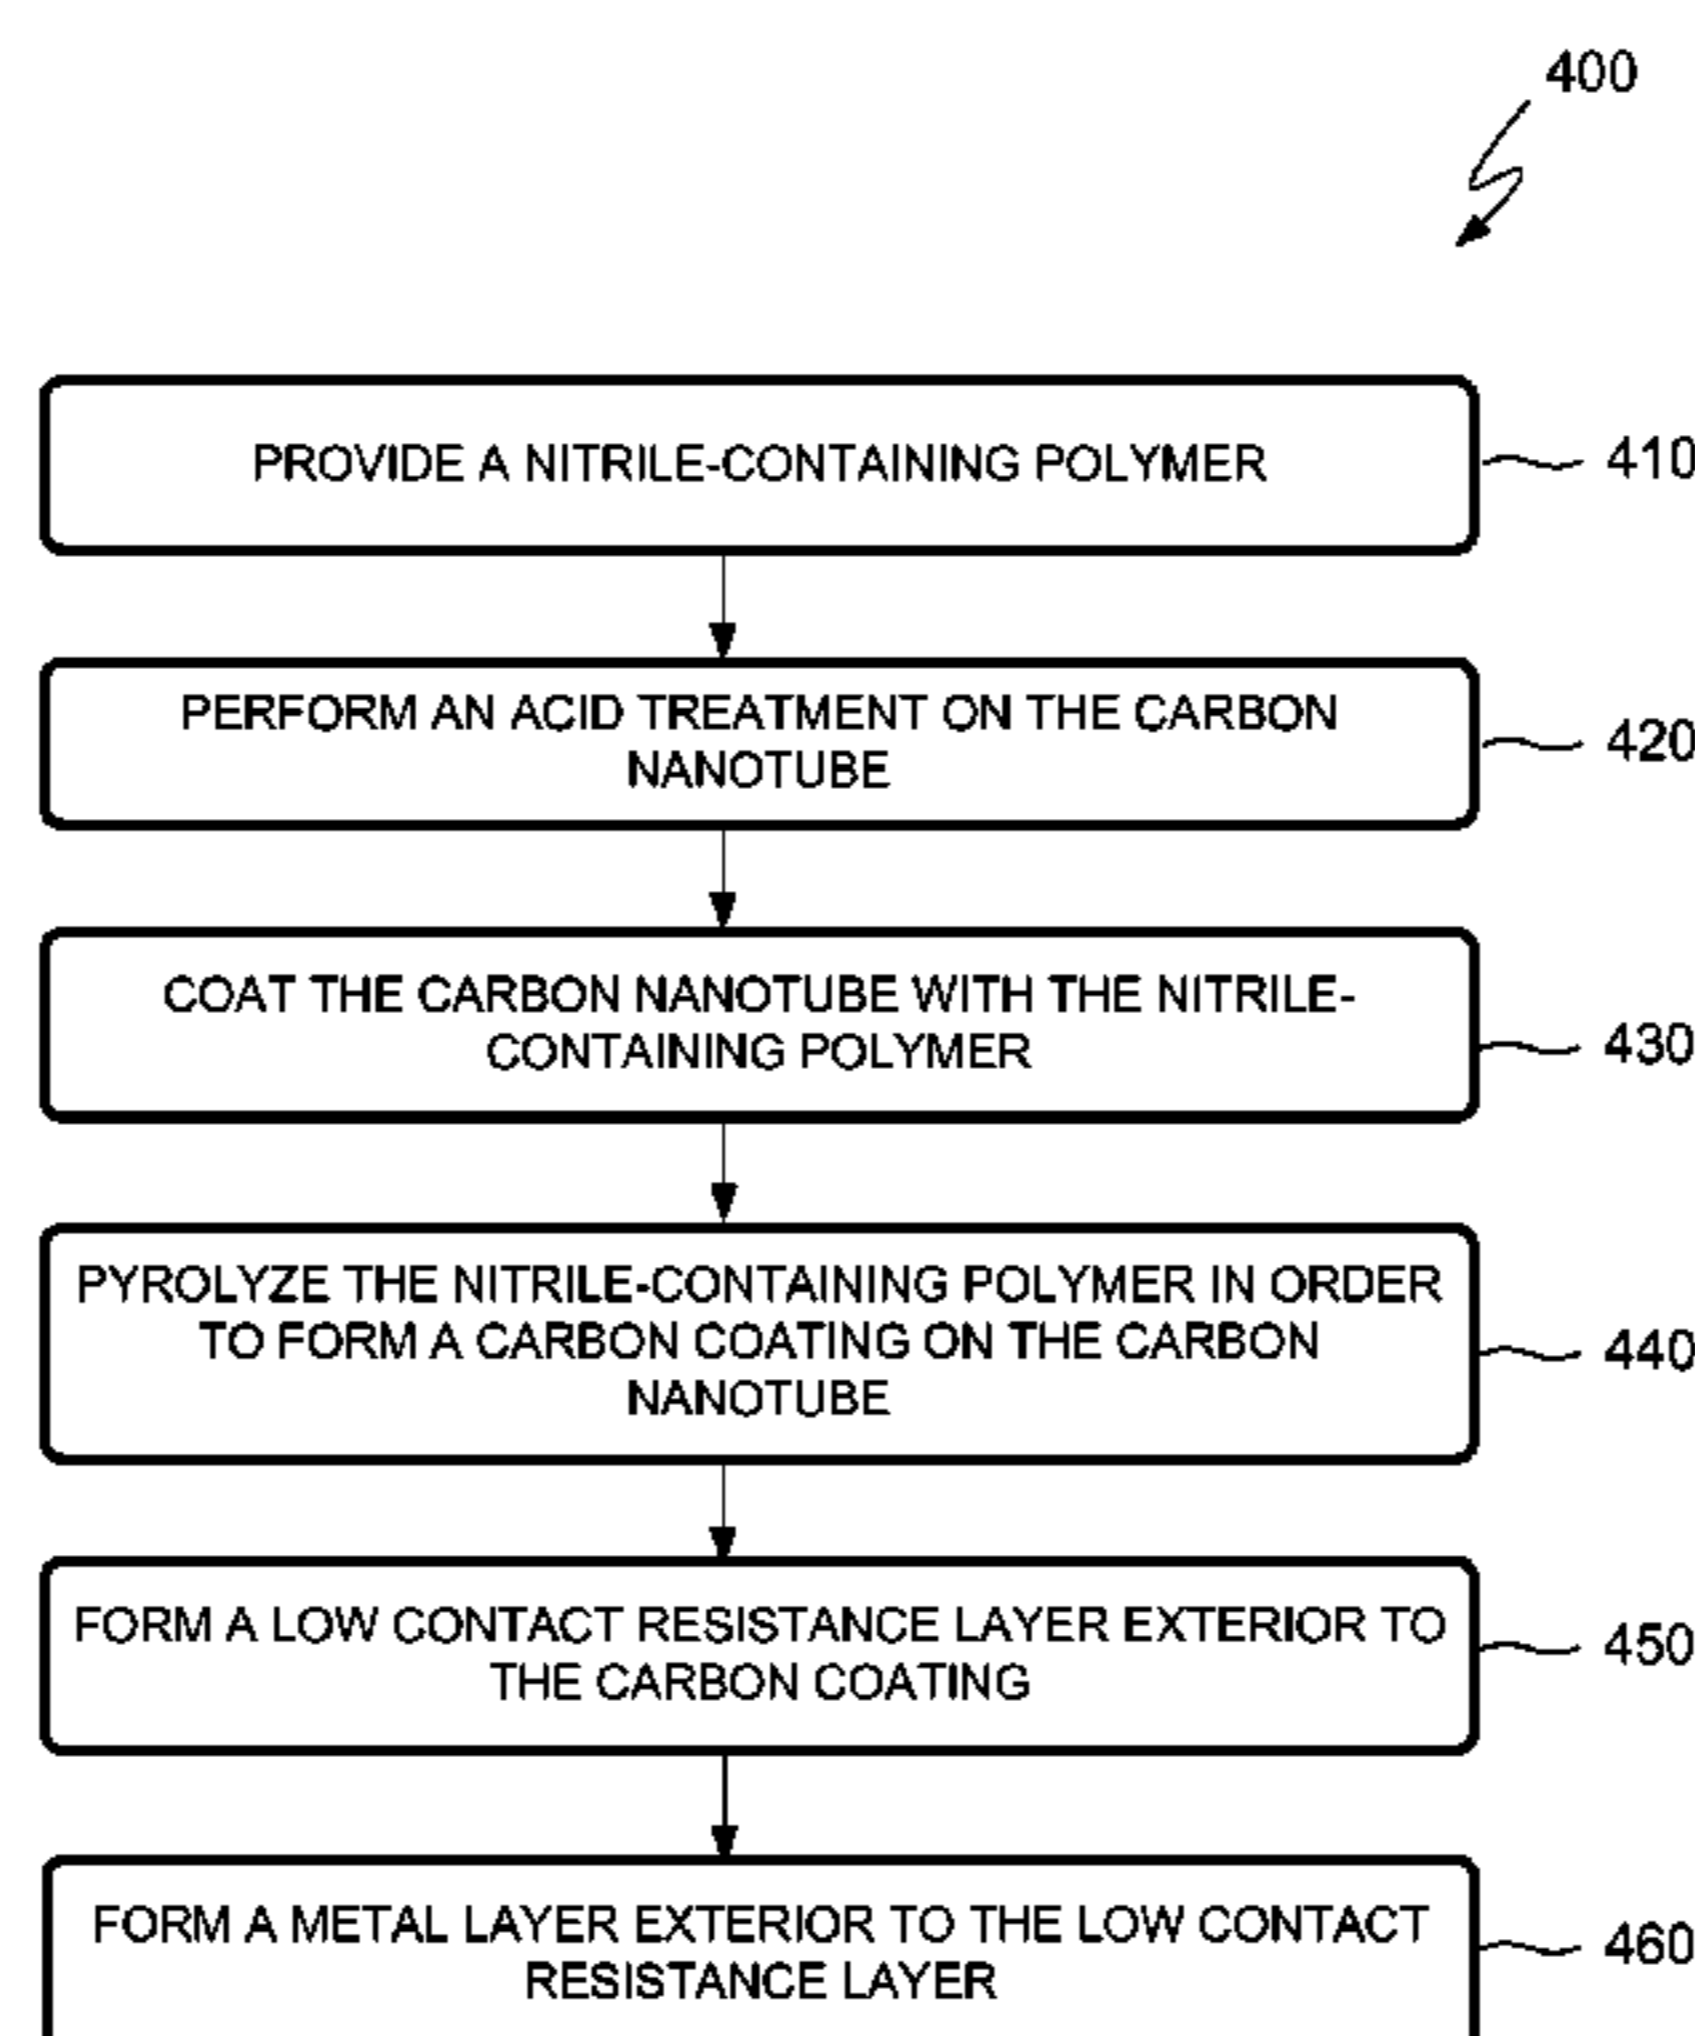 400
PROVIDE A NITRILE-CONTAINING POLYMER
410
PERFORM AN ACID TREATMENT ON THE CARBON
NANOTUBE
420
COAT THE CARBON NANOTUBE WITH THE NITRILE-
CONTAINING POLYMER
430
PYROLYZE THE NITRILE-CONTAINING POLYMER IN ORDER
TO FORM A CARBON COATING ON THE CARBON
NANOTUBE
440
FORM A LOW CONTACT RESISTANCE LAYER EXTERIOR TO
THE CARBON COATING
450
FORM A METAL LAYER EXTERIOR TO THE LOW CONTACT
RESISTANCE LAYER
460